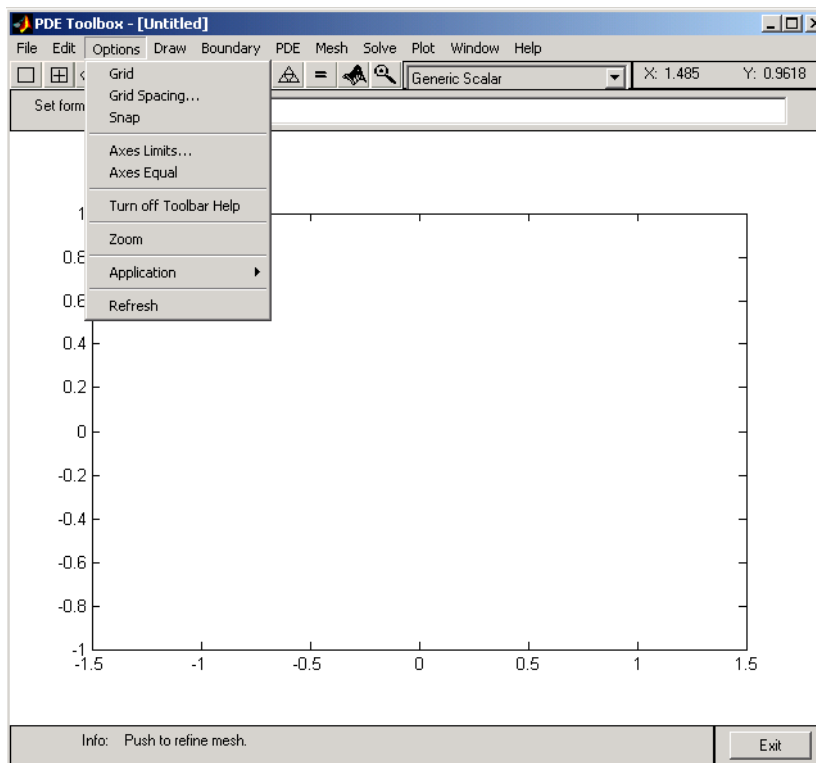 PDE Toolbox - [Untitled]
File Edit Options Draw Boundary PDE Mesh Solve Plot Window Help
= Generic Scalar X: 1.485 Y: 0.9618
Set form
Grid
Grid Spacing...
Snap
Axes Limits...
Axes Equal
Turn off Toolbar Help
Zoom
Application
Refresh
1
0.8
0.6
0.4
0.2
0
-0.2
-0.4
-0.6
-0.8
-1
-1.5 -1 -0.5 0 0.5 1 1.5
Info: Push to refine mesh. Exit